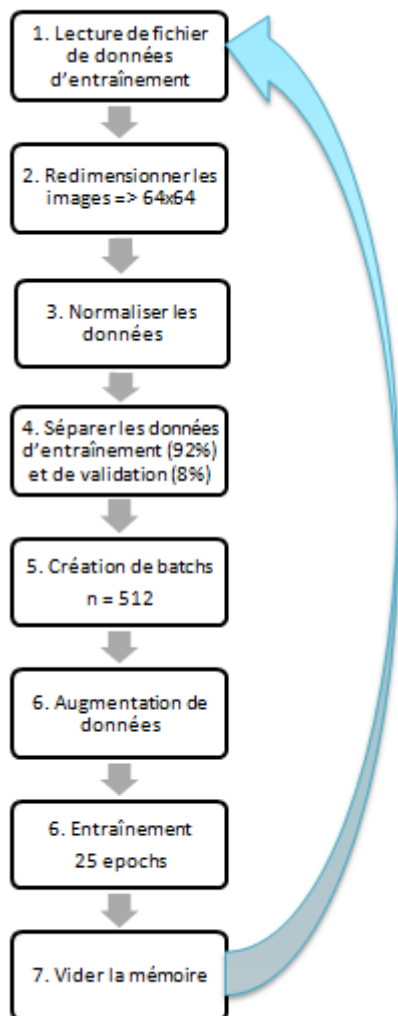 1. Lecture de fichier
de données
d’entraînement
2. Redimensionner les
images => 64x64
3. Normaliser les
données
4. Séparer les données
d’entraînement (92%)
et de validation (8%)
5. Création de batchs
n = 512
6. Augmentation de
données
6. Entraînement
25 epochs
7. Vider la mémoire